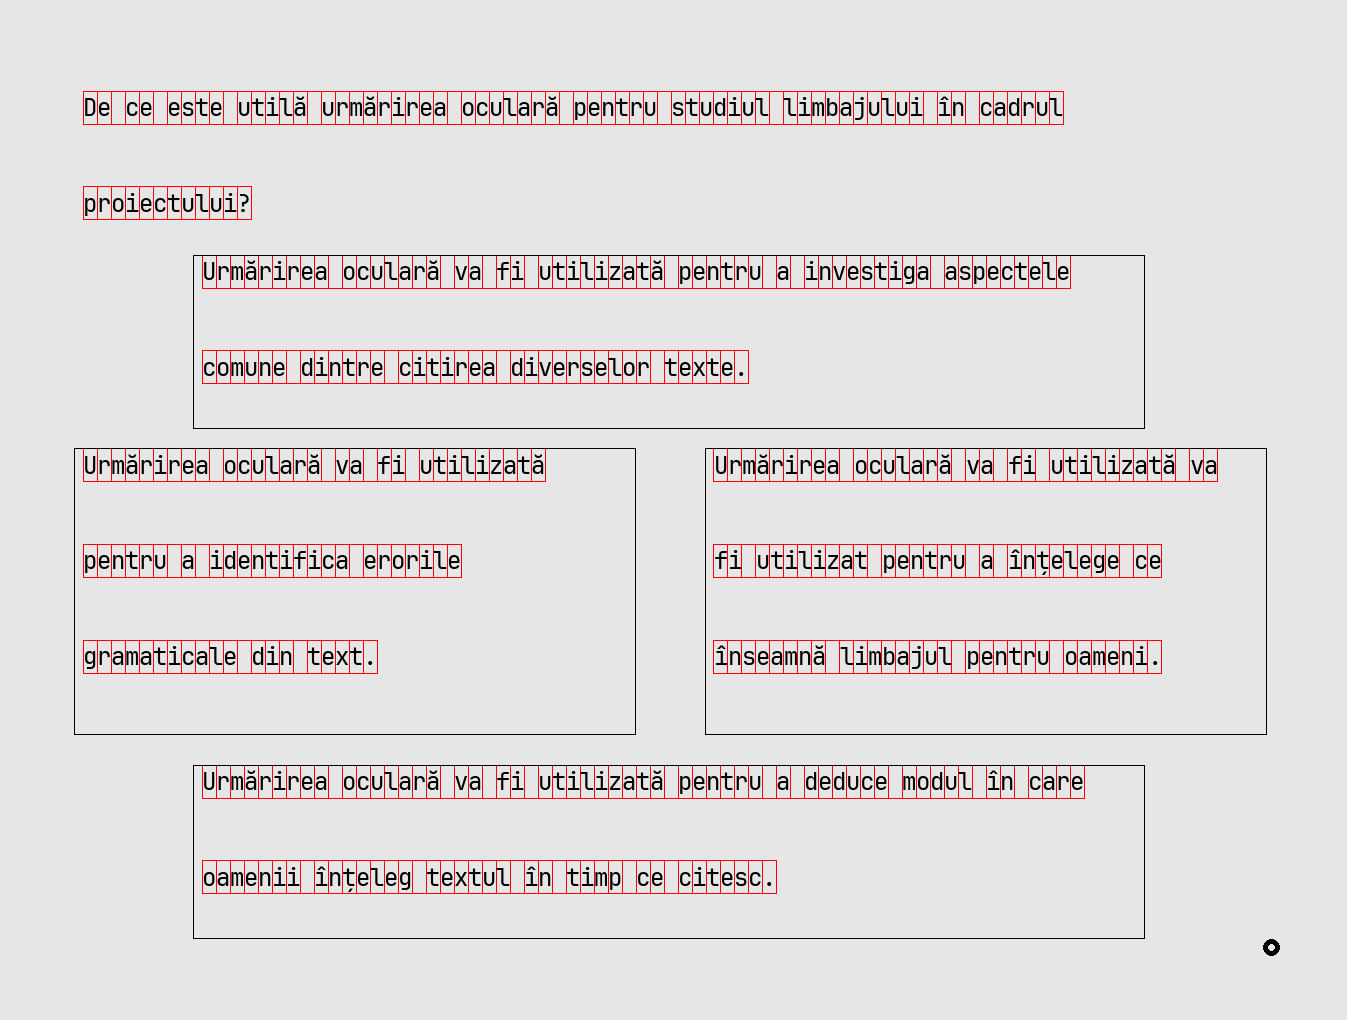 De ce este utilă urmărirea oculară pentru studiul limbajului în cadrul
proiectului?
Urmărirea oculară va fi utilizată pentru a investiga aspectele
comune dintre citirea diverselor texte.
Urmărirea oculară va fi utilizată
pentru a identifica erorile
gramaticale din text.
Urmărirea oculară va fi utilizată va
fi utilizat pentru a înțelege ce
înseamnă limbajul pentru oameni.
Urmărirea oculară va fi utilizată pentru a deduce modul în care
oamenii înțeleg textul în timp ce citesc.